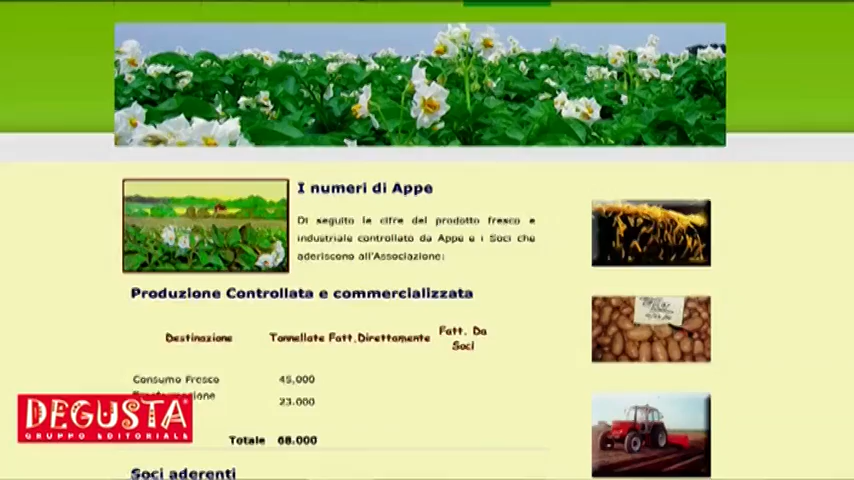 I numeri di Appe
Di seguito le cifre del prodotto fresco e
industriale controllato da Appe e i Soci che
aderiscono all'Associazione:
Produzione Controllata e commercializzata
Destinazione Tonnellate Fatt.Direttamente Fatt. Da
Soci
Consumo Fresco 45,000
23.000
Totale 68.000
Soci aderenti
DEGUSTA
GRUPPO EDITORIALE